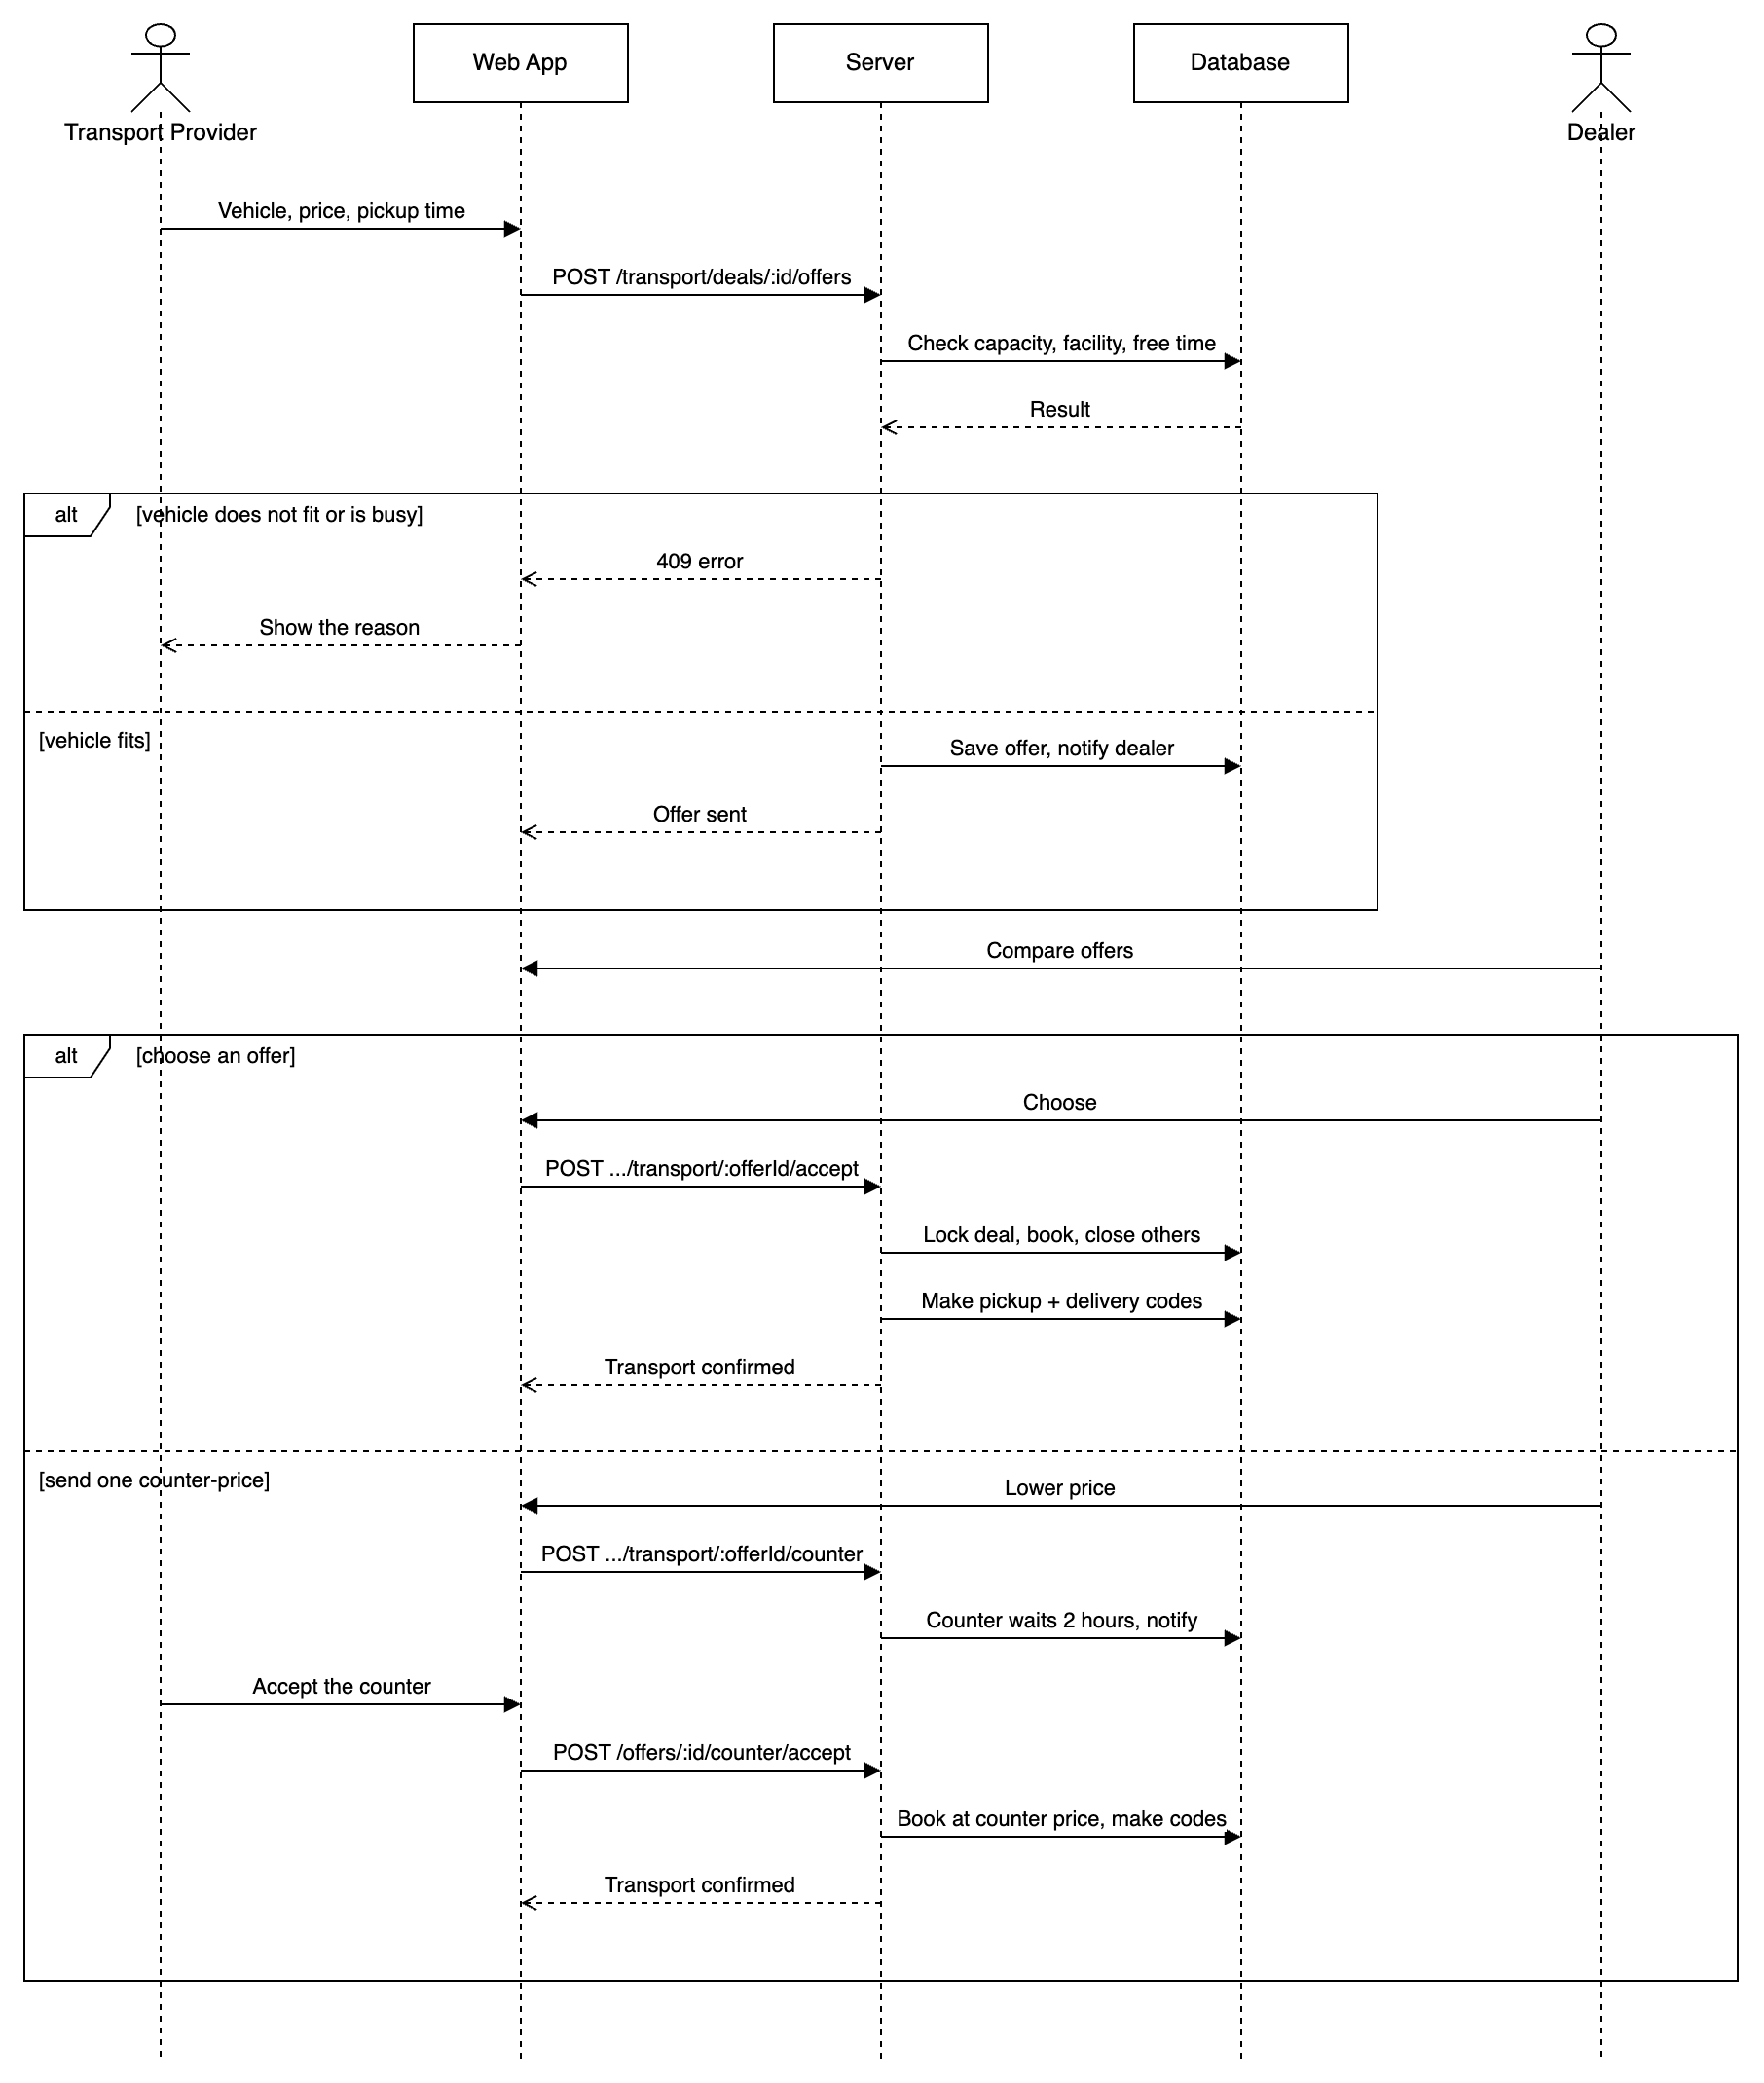 Web App
Server
Database
Transport Provider
Dealer
Vehicle, price, pickup time
POST /transport/deals/:id/offers
Check capacity, facility, free time
Result
alt
[vehicle does not fit or is busy]
409 error
Show the reason
[vehicle fits]
Save offer, notify dealer
Offer sent
Compare offers
alt
[choose an offer]
Choose
POST .../transport/:offerId/accept
Lock deal, book, close others
Make pickup + delivery codes
Transport confirmed
[send one counter-price]
Lower price
POST .../transport/:offerId/counter
Counter waits 2 hours, notify
Accept the counter
POST /offers/:id/counter/accept
Book at counter price, make codes
Transport confirmed